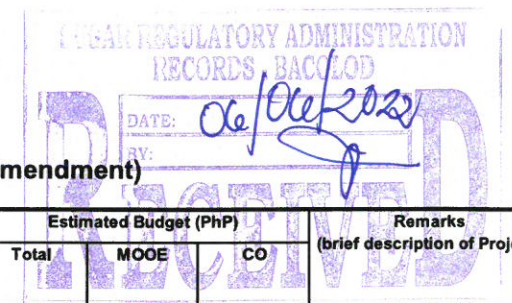 SUGAR REGULATORY ADMINISTRATION
RECORDS, BACOLOD
DATE: 06/06/2022
BY:
RECEIVED
mendment)
Estimated Budget (PhP)
Remarks
(brief description of Proj
Total MOOE CO